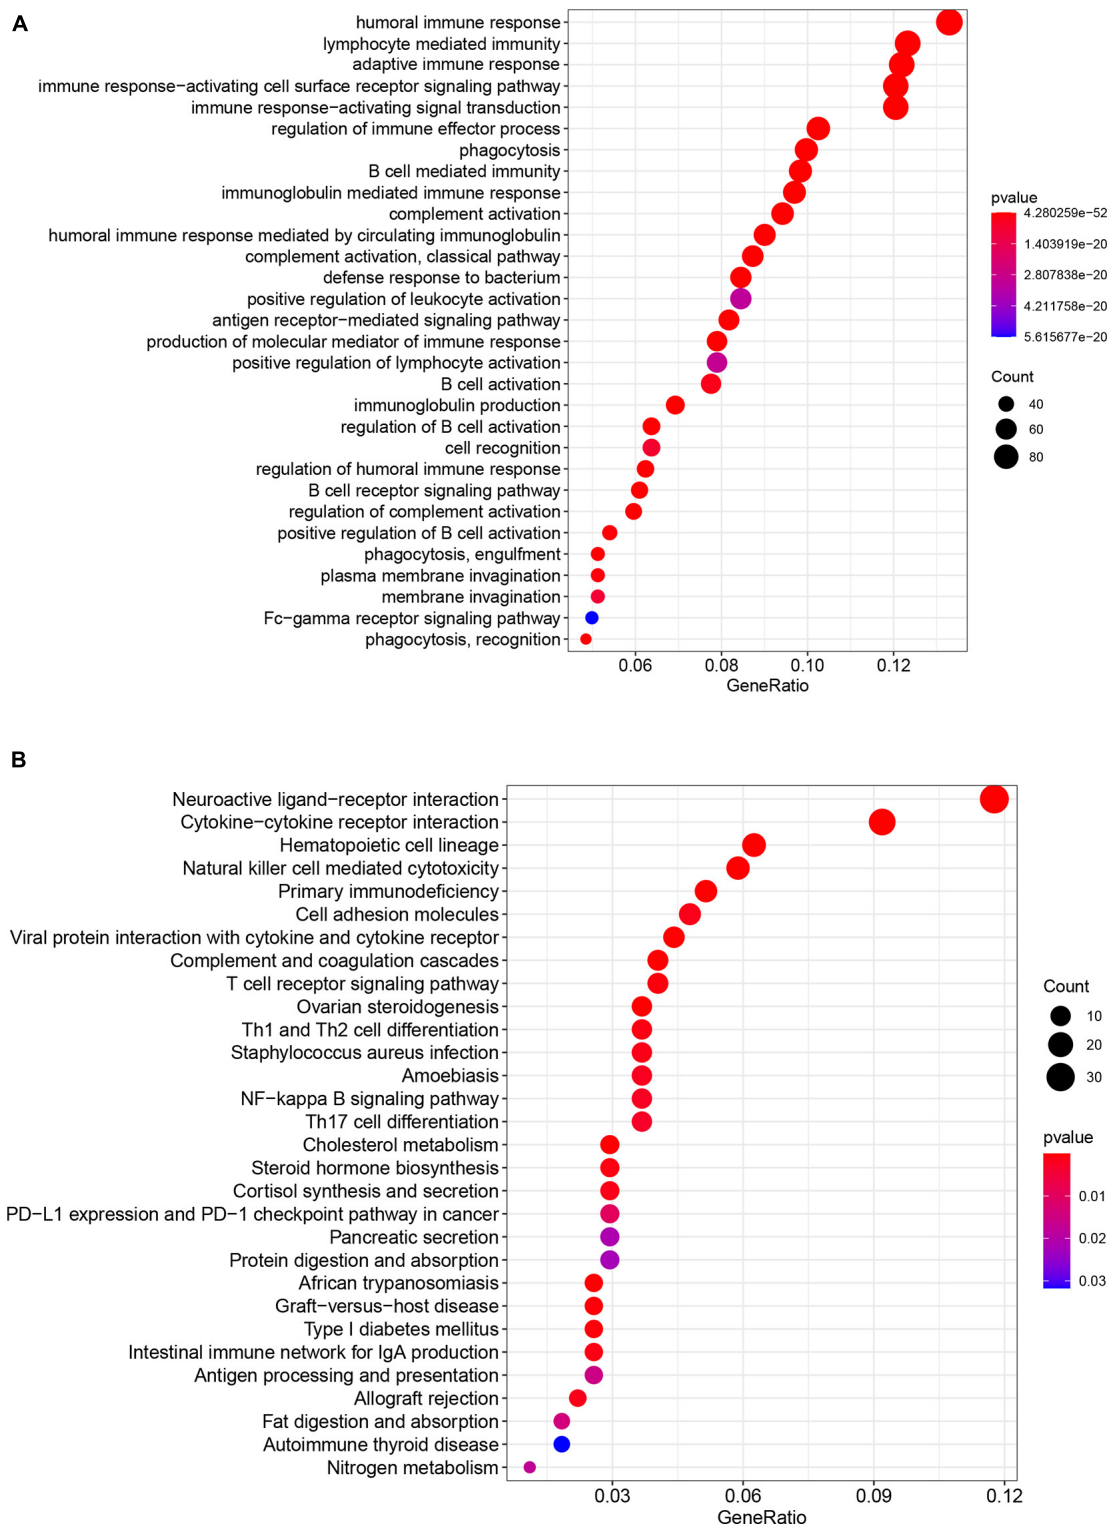 A
humoral immune response
lymphocyte mediated immunity
adaptive immune response
immune response−activating cell surface receptor signaling pathway
immune response−activating signal transduction
regulation of immune effector process
phagocytosis
B cell mediated immunity
immunoglobulin mediated immune response
complement activation
humoral immune response mediated by circulating immunoglobulin
complement activation, classical pathway
defense response to bacterium
positive regulation of leukocyte activation
antigen receptor−mediated signaling pathway
production of molecular mediator of immune response
positive regulation of lymphocyte activation
B cell activation
immunoglobulin production
regulation of B cell activation
cell recognition
regulation of humoral immune response
B cell receptor signaling pathway
regulation of complement activation
positive regulation of B cell activation
phagocytosis, engulfment
plasma membrane invagination
membrane invagination
Fc−gamma receptor signaling pathway
phagocytosis, recognition
0.06 0.08 0.10 0.12
GeneRatio
pvalue
4.280259e−52
1.403919e−20
2.807838e−20
4.211758e−20
5.615677e−20
Count
40
60
80
B
Neuroactive ligand−receptor interaction
Cytokine−cytokine receptor interaction
Hematopoietic cell lineage
Natural killer cell mediated cytotoxicity
Primary immunodeficiency
Cell adhesion molecules
Viral protein interaction with cytokine and cytokine receptor
Complement and coagulation cascades
T cell receptor signaling pathway
Ovarian steroidogenesis
Th1 and Th2 cell differentiation
Staphylococcus aureus infection
Amoebiasis
NF−kappa B signaling pathway
Th17 cell differentiation
Cholesterol metabolism
Steroid hormone biosynthesis
Cortisol synthesis and secretion
PD−L1 expression and PD−1 checkpoint pathway in cancer
Pancreatic secretion
Protein digestion and absorption
African trypanosomiasis
Graft−versus−host disease
Type I diabetes mellitus
Intestinal immune network for IgA production
Antigen processing and presentation
Allograft rejection
Fat digestion and absorption
Autoimmune thyroid disease
Nitrogen metabolism
0.03 0.06 0.09 0.12
GeneRatio
Count
10
20
30
pvalue
0.01
0.02
0.03